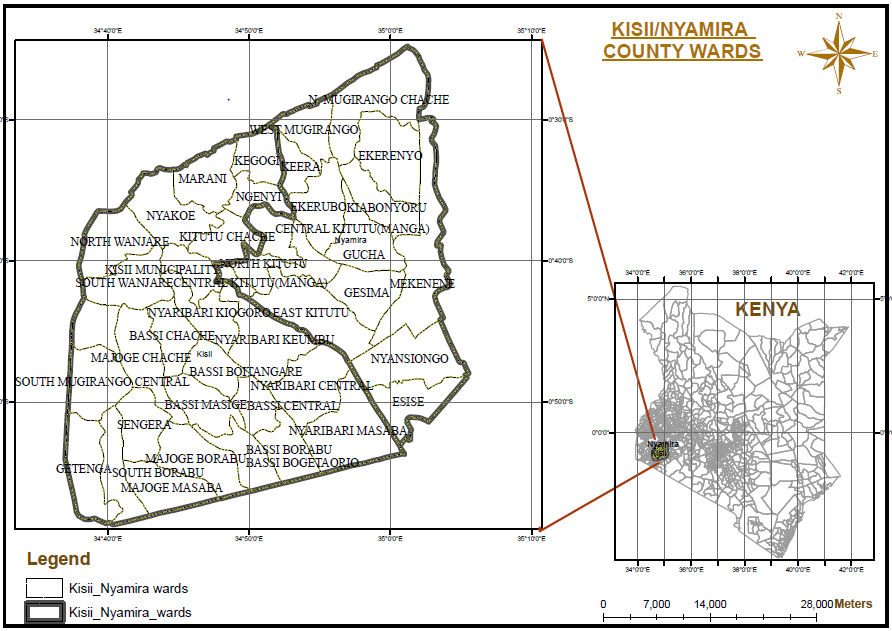 KISII/NYAMIRA
COUNTY WARDS
N
W
E
S
34°40'0"E
34°50'0"E
35°0'0"E
35°10'0"E
N. MUGIRANGO CHACHE
0°30'0"S
WEST MUGIRANGO
EKERENYO
KEGOGI
KEERA
MARANI
NGENYI
EKERUBO
KIABONYORU
NYAKOE
CENTRAL KITUTU(MANGA)
KITUTU CHACHE
Nyamira
NORTH WANJARE
GUCHA
0°40'0"S
NORTH KITUTU
KISII MUNICIPALITY
SOUTH WANJARE
CENTRAL KITUTU(MANGA)
MEKENENE
GESIMA
NYARIBARI KIOGORO
EAST KITUTU
BASSI CHACHE
NYARIBARI KEUMBU
Kisii
MAJOGE CHACHE
NYANSIONGO
BASSI BOITANGARE
SOUTH MUGIRANGO CENTRAL
NYARIBARI CENTRAL
0°50'0"S
BASSI MASIGE
BASSI CENTRAL
ESISE
SENGERA
NYARIBARI MASABA
BASSI BORABU
MAJOGE BORABU
BASSI BOGETAORIO
GETENGA
SOUTH BORABU
MAJOGE MASABA
34°40'0"E
34°50'0"E
35°0'0"E
35°10'0"E
34°0'0"E
36°0'0"E
38°0'0"E
40°0'0"E
42°0'0"E
5°0'0"N
KENYA
0°0'0"
Nyamira
Kisii
34°0'0"E
36°0'0"E
38°0'0"E
40°0'0"E
42°0'0"E
Legend
Kisii_Nyamira wards
Kisii_Nyamira_wards
0 7,000 14,000 28,000 Meters